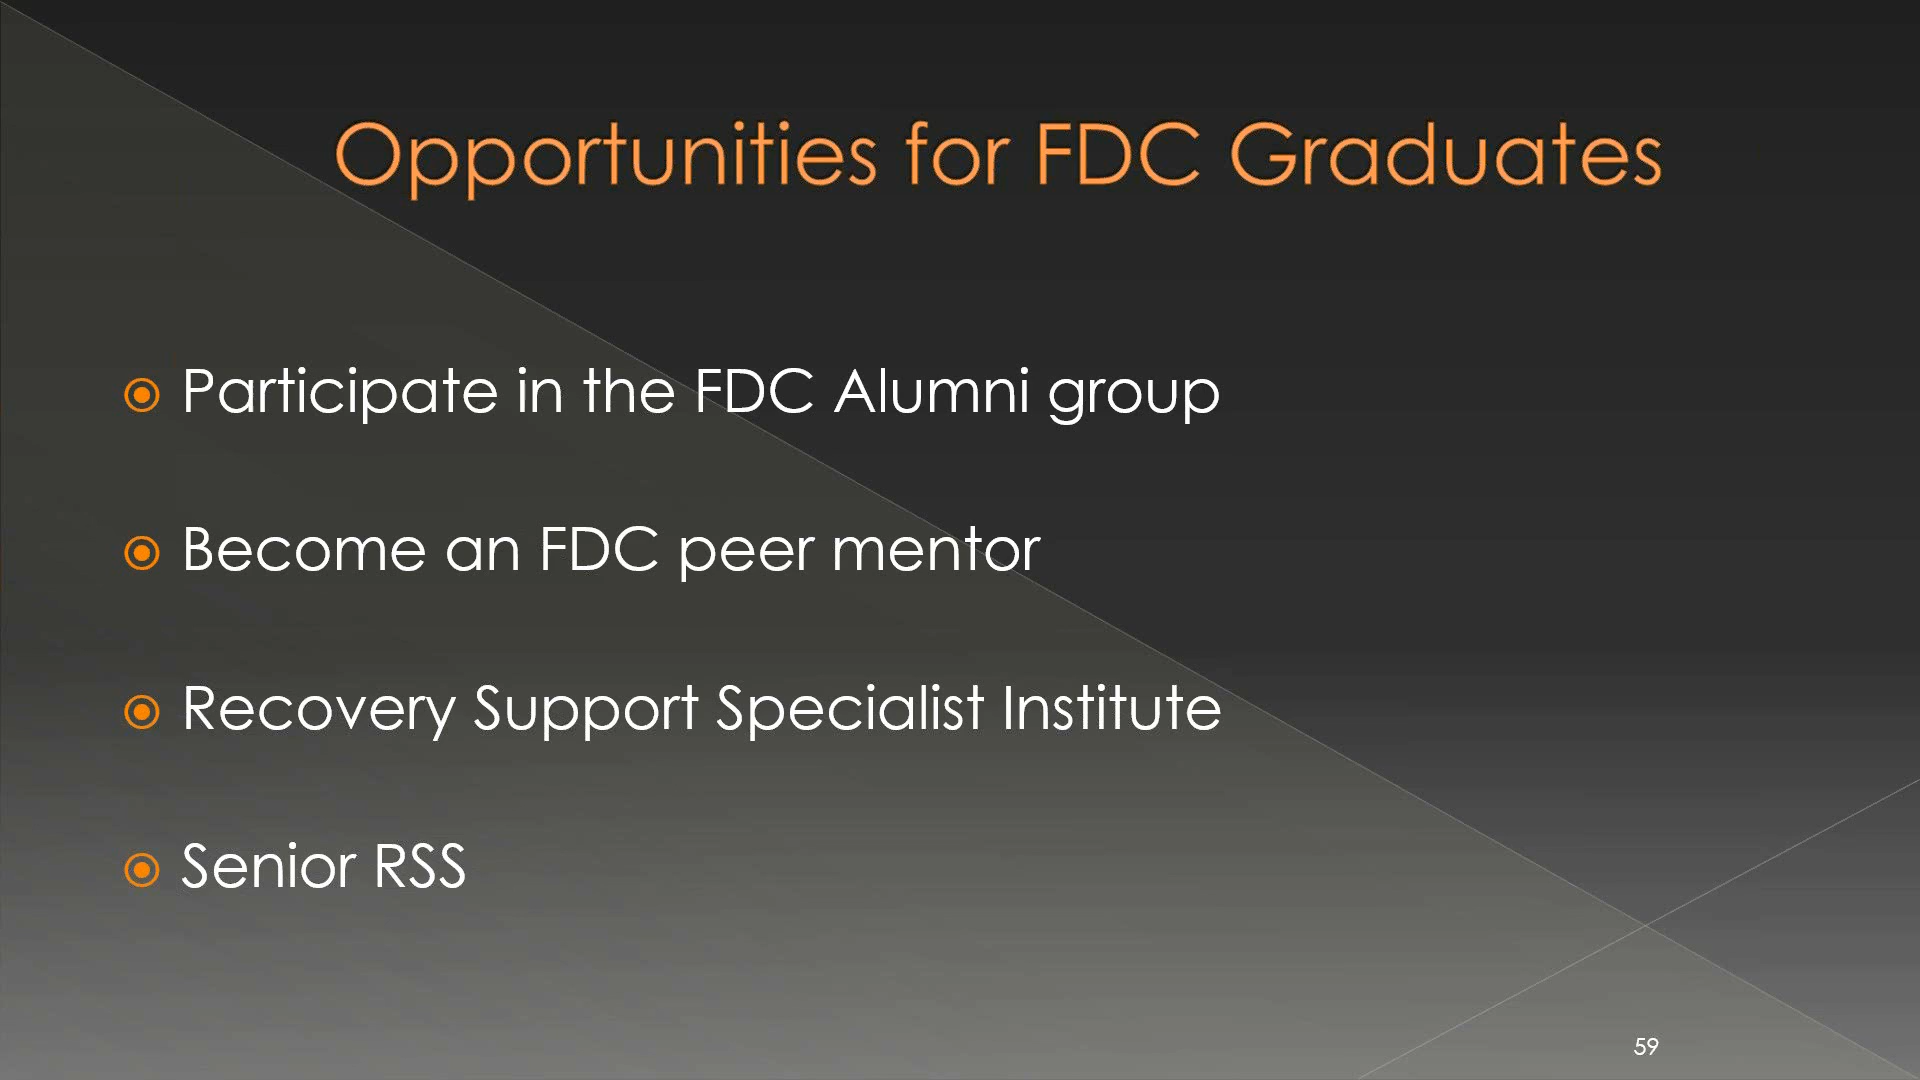 Opportunities for FDC Graduates
Participate in the FDC Alumni group
Become an FDC peer mentor
Recovery Support Specialist Institute
Senior RSS
59